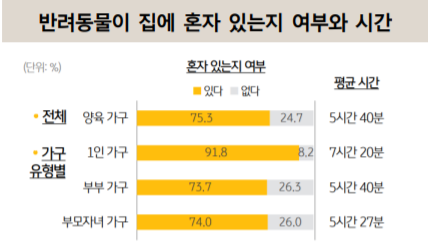 반려동물이 집에 혼자 있는지 여부와 시간
(단위: %)
혼자 있는지 여부
있다 없다
평균 시간
전체 양육 가구 75.3 24.7 5시간 40분
가구 유형별
1인 가구 91.8 8.2 7시간 20분
부부 가구 73.7 26.3 5시간 40분
부모자녀 가구 74.0 26.0 5시간 27분